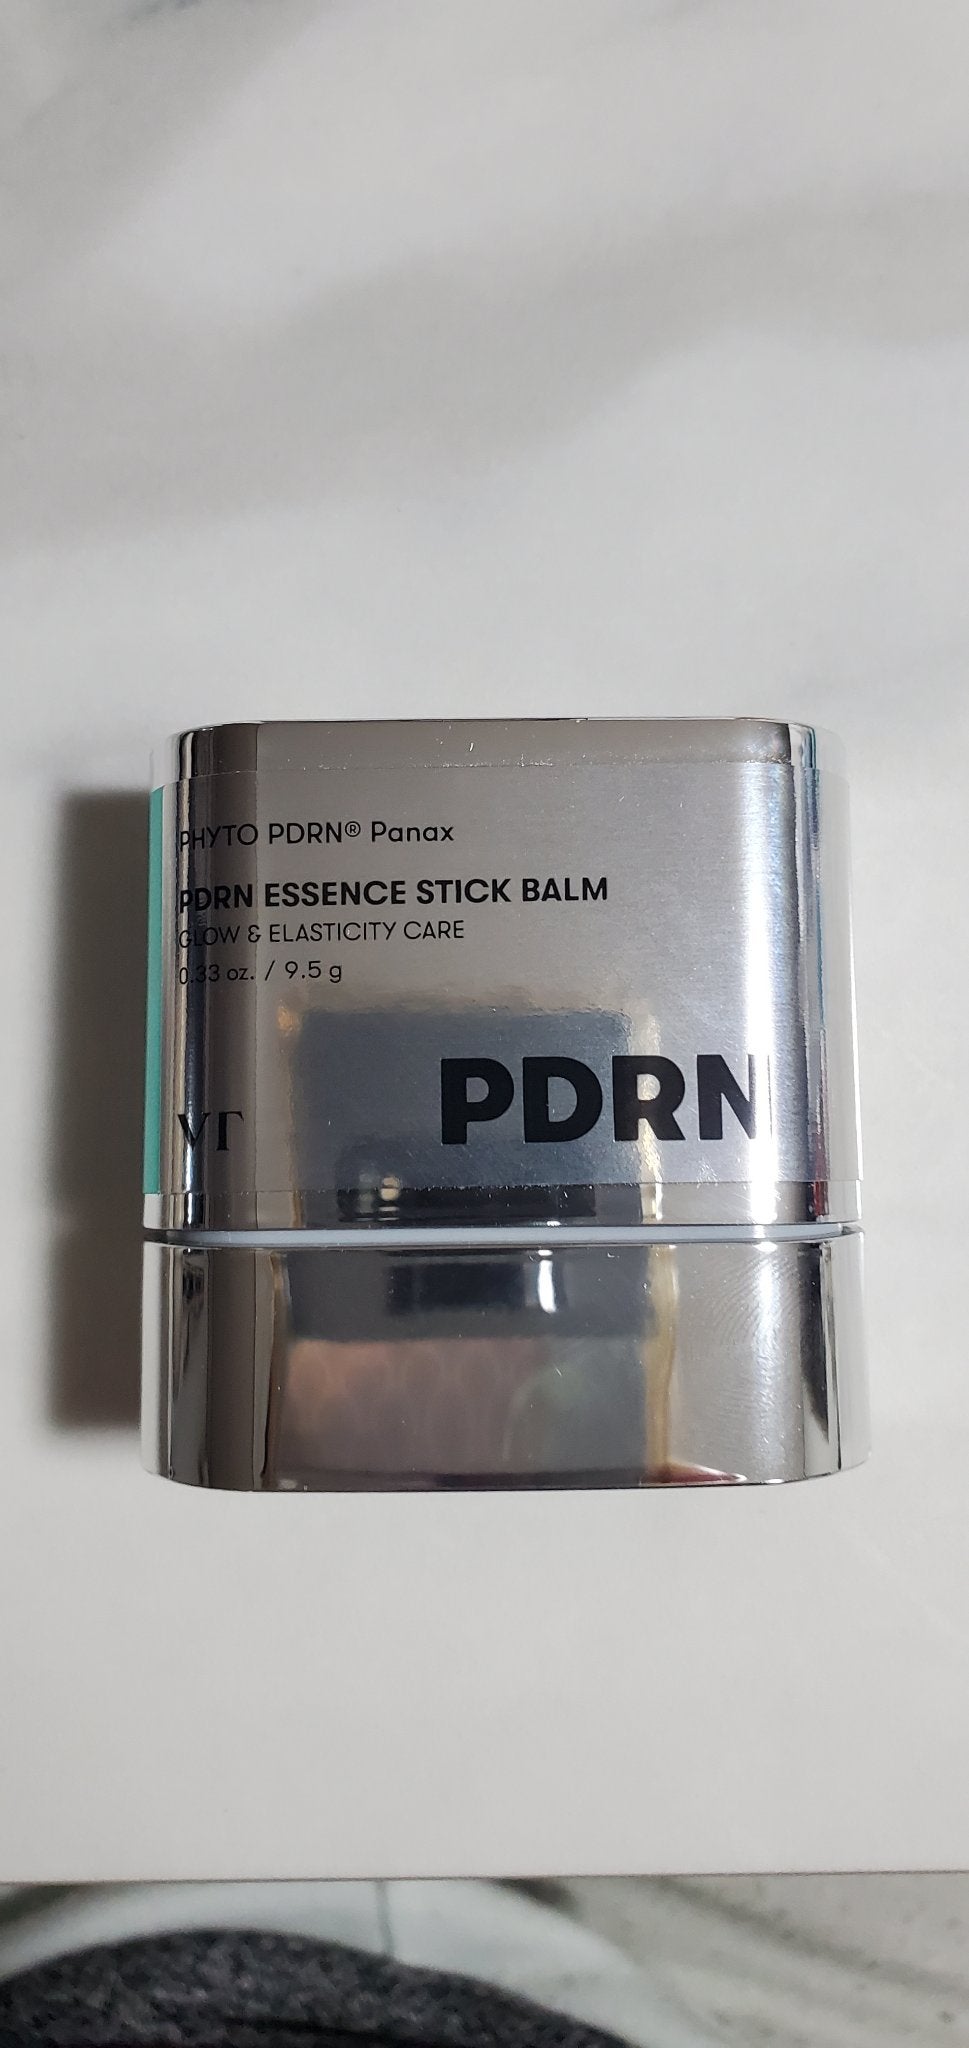 PHYTO PDRN® Panax
PDRN ESSENCE STICK BALM
GLOW & ELASTICITY CARE
0.33 oz. / 9.5 g
VT
PDRN